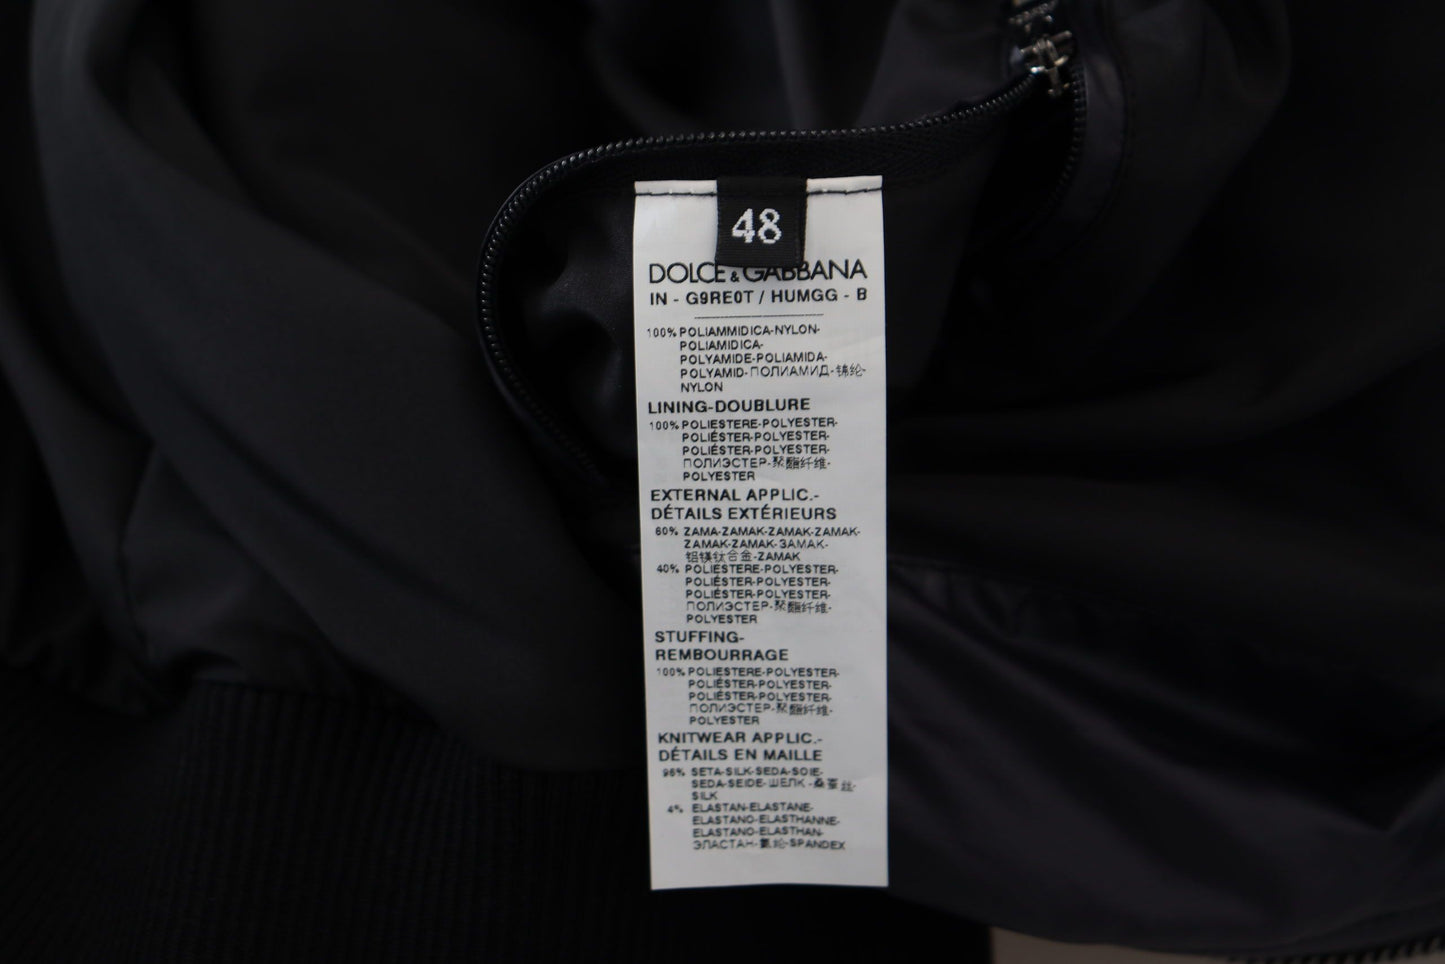 48
DOLCE & GABBANA
IN - G9RE0T / HUMGG - B
100% POLIAMMIDICA-NYLON-
POLIAMIDICA-
POLYAMIDE-POLIAMIDA-
POLYAMID-ПОЛИАМИД-锦纶-
NYLON
LINING-DOUBLURE
100% POLIESTERE-POLYESTER-
POLIÉSTER-POLYESTER-
POLIÉSTER-POLYESTER-
ПОЛИЭСТЕР-聚酯纤维-
POLYESTER
EXTERNAL APPLIC.-
DÉTAILS EXTÉRIEURS
60% ZAMA-ZAMAK-ZAMAK-ZAMAK-
ZAMAK-ZAMAK-ЗАМАК-
铝镁钛合金-ZAMAK
40% POLIESTERE-POLYESTER-
POLIÉSTER-POLYESTER-
POLIÉSTER-POLYESTER-
ПОЛИЭСТЕР-聚酯纤维-
POLYESTER
STUFFING-
REMBOURRAGE
100% POLIESTERE-POLYESTER-
POLIÉSTER-POLYESTER-
POLIÉSTER-POLYESTER-
ПОЛИЭСТЕР-聚酯纤维-
POLYESTER
KNITWEAR APPLIC.-
DÉTAILS EN MAILLE
96% SETA-SILK-SEDA-SOIE-
SEDA-SEIDE-ШЕЛК-桑蚕丝-
SILK
4% ELASTAN-ELASTANE-
ELASTANO-ELASTHANNE-
ELASTANO-ELASTHAN-
ЭЛАСТАН-氨纶-SPANDEX